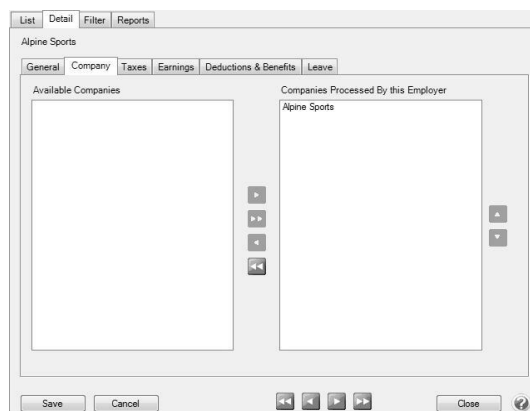 List Detail Filter Reports
Alpine Sports
General Company Taxes Earnings Deductions & Benefits Leave
Available Companies Companies Processed By this Employer
Alpine Sports
Save Cancel Close ?